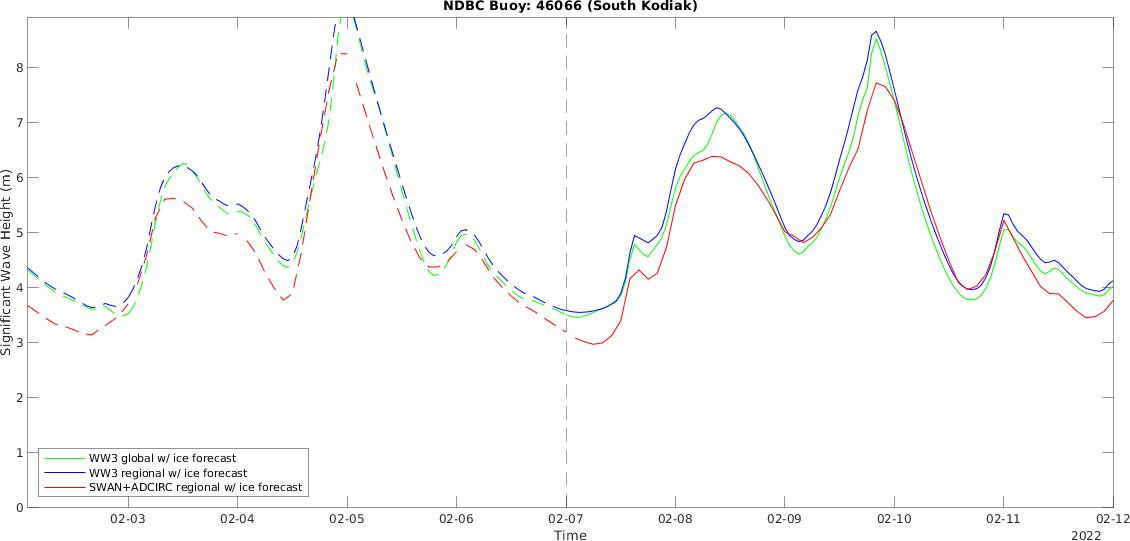 NDBC Buoy: 46066 (South Kodiak)
Significant Wave Height (m)
8
7
6
5
4
3
2
1
0
WW3 global w/ ice forecast
WW3 regional w/ ice forecast
SWAN+ADCIRC regional w/ ice forecast
02-03 02-04 02-05 02-06 02-07 02-08 02-09 02-10 02-11 02-12
Time
2022